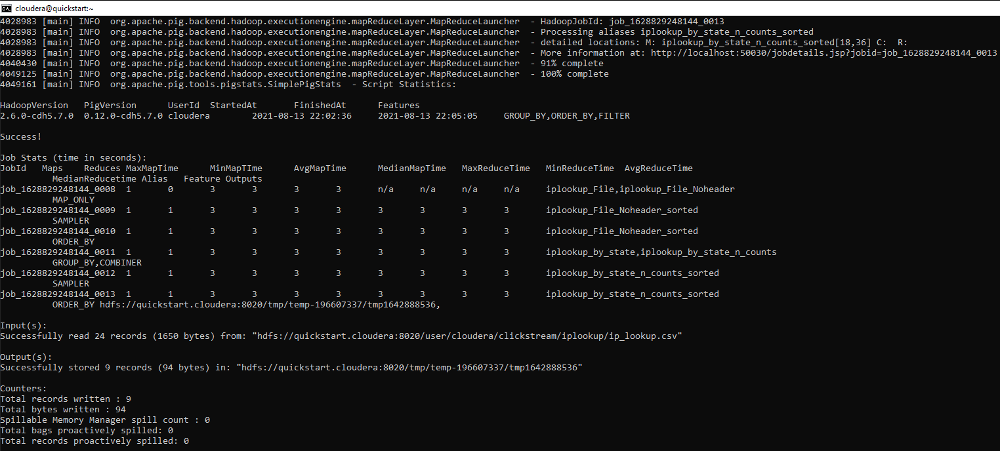 cloudera@quickstart:~
4028983 [main] INFO  org.apache.pig.backend.hadoop.executionengine.mapReduceLayer.MapReduceLauncher  - HadoopJobId: job_1628829248144_0013
4028983 [main] INFO  org.apache.pig.backend.hadoop.executionengine.mapReduceLayer.MapReduceLauncher  - Processing aliases iplookup_by_state_n_counts_sorted
4028983 [main] INFO  org.apache.pig.backend.hadoop.executionengine.mapReduceLayer.MapReduceLauncher  - detailed locations: M: iplookup_by_state_n_counts_sorted[18,36] C:  R:
4028983 [main] INFO  org.apache.pig.backend.hadoop.executionengine.mapReduceLayer.MapReduceLauncher  - More information at: http://localhost:50030/jobdetails.jsp?jobid=job_1628829248144_0013
4040430 [main] INFO  org.apache.pig.backend.hadoop.executionengine.mapReduceLayer.MapReduceLauncher  - 91% complete
4049125 [main] INFO  org.apache.pig.backend.hadoop.executionengine.mapReduceLayer.MapReduceLauncher  - 100% complete
4049161 [main] INFO  org.apache.pig.tools.pigstats.SimplePigStats  - Script Statistics:
HadoopVersion   PigVersion      UserId  StartedAt       FinishedAt      Features
2.6.0-cdh5.7.0  0.12.0-cdh5.7.0 cloudera        2021-08-13 22:02:36     2021-08-13 22:05:05     GROUP_BY,ORDER_BY,FILTER
Success!
Job Stats (time in seconds):
JobId   Maps    Reduces MaxMapTime      MinMapTIme      AvgMapTime      MedianMapTime   MaxReduceTime   MinReduceTime   AvgReduceTime
MedianReducetime Alias   Feature Outputs
job_1628829248144_0008  1       0       3       3       3       3       n/a     n/a     n/a     n/a     iplookup_File,iplookup_File_Noheader
MAP_ONLY
job_1628829248144_0009  1       1       3       3       3       3       3       3       3       3       iplookup_File_Noheader_sorted
SAMPLER
job_1628829248144_0010  1       1       3       3       3       3       3       3       3       3       iplookup_File_Noheader_sorted
ORDER_BY
job_1628829248144_0011  1       1       3       3       3       3       3       3       3       3       iplookup_by_state,iplookup_by_state_n_counts
GROUP_BY,COMBINER
job_1628829248144_0012  1       1       3       3       3       3       3       3       3       3       iplookup_by_state_n_counts_sorted
SAMPLER
job_1628829248144_0013  1       1       3       3       3       3       3       3       3       3       iplookup_by_state_n_counts_sorted
ORDER_BY hdfs://quickstart.cloudera:8020/tmp/temp-196607337/tmp1642888536,
Input(s):
Successfully read 24 records (1650 bytes) from: "hdfs://quickstart.cloudera:8020/user/cloudera/clickstream/iplookup/ip_lookup.csv"
Output(s):
Successfully stored 9 records (94 bytes) in: "hdfs://quickstart.cloudera:8020/tmp/temp-196607337/tmp1642888536"
Counters:
Total records written : 9
Total bytes written : 94
Spillable Memory Manager spill count : 0
Total bags proactively spilled: 0
Total records proactively spilled: 0